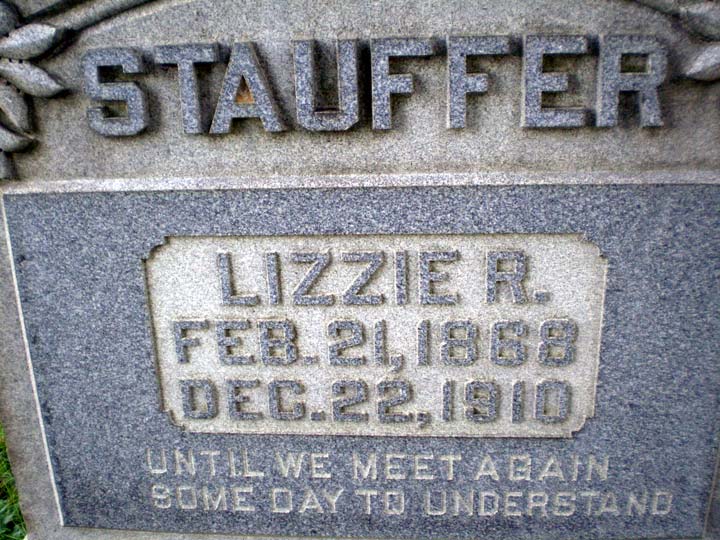 STAUFFER
LIZZIE R.
FEB. 21, 1868
DEC. 22, 1910
UNTIL WE MEET AGAIN
SOME DAY TO UNDERSTAND